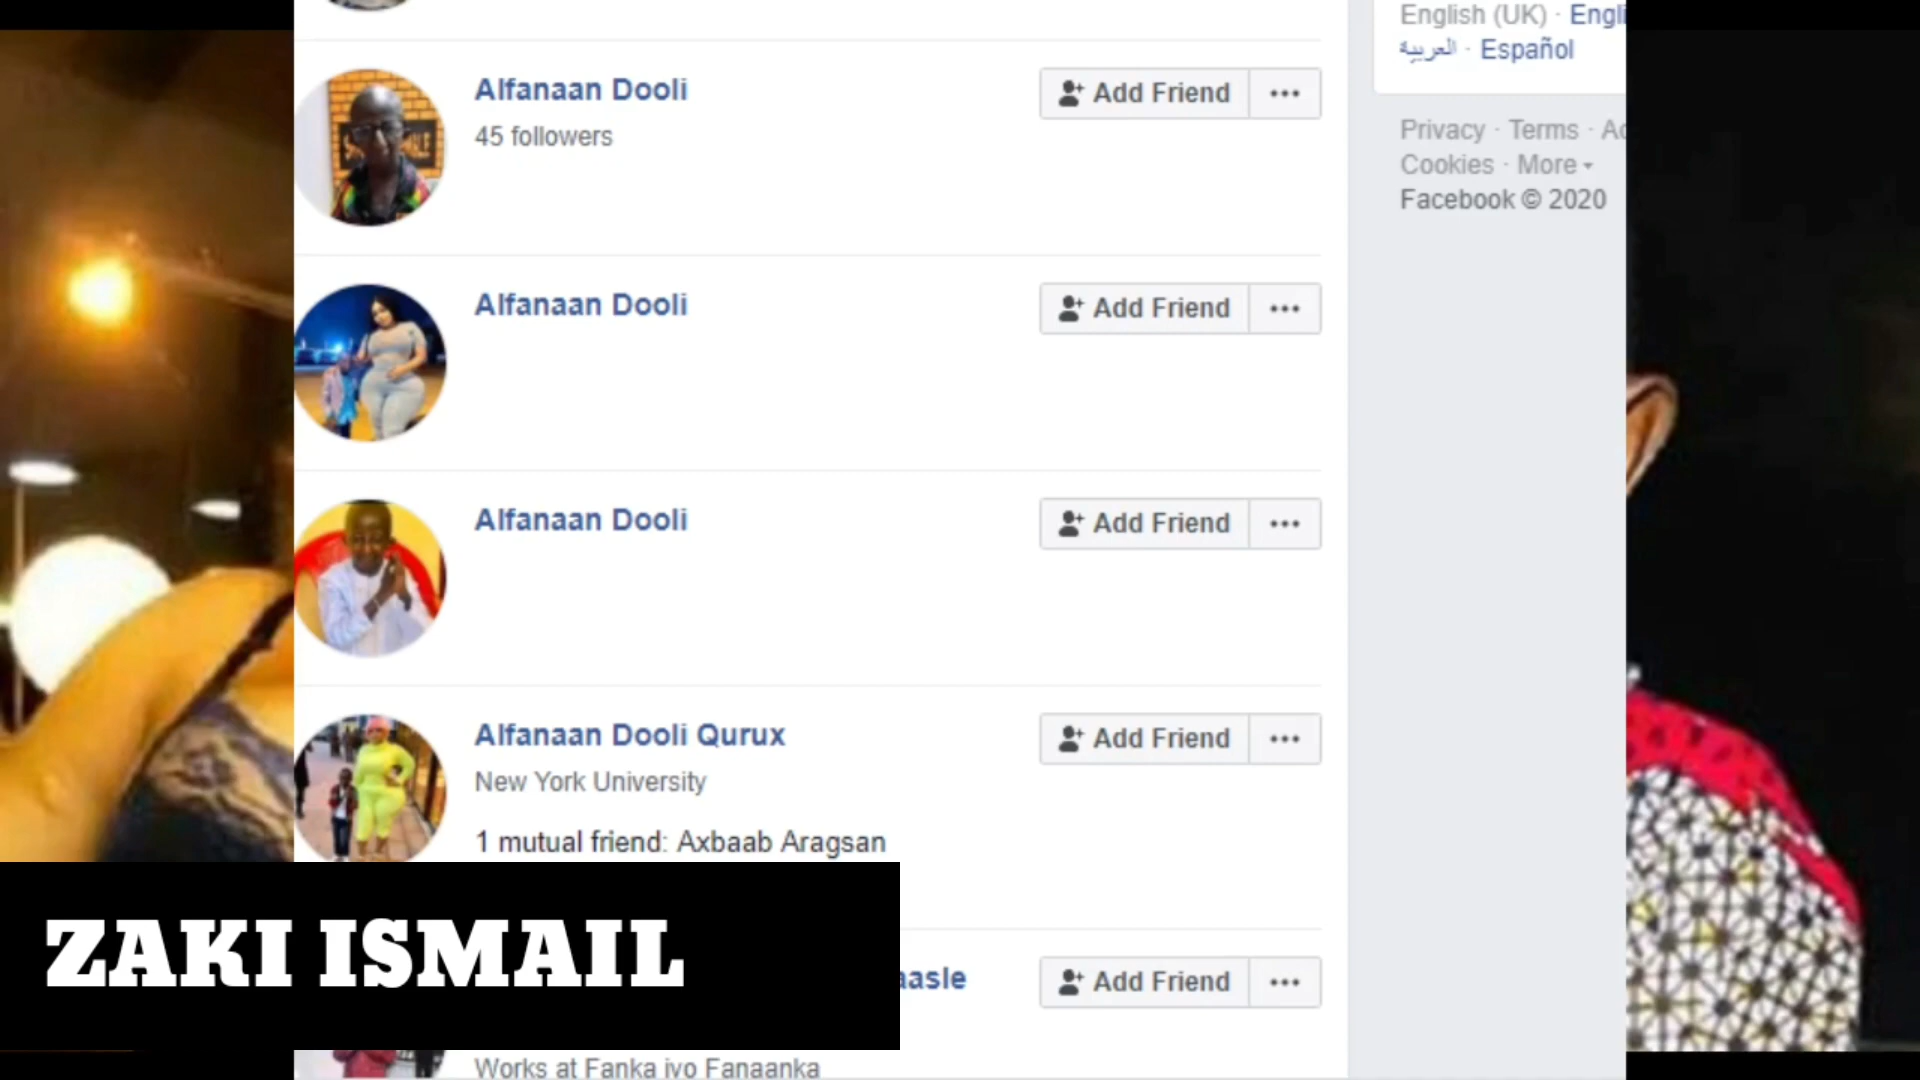 English (UK) · Engli
العربية · Español
Alfanaan Dooli
Add Friend
45 followers
Privacy · Terms · Ad
Cookies · More
Facebook © 2020
Alfanaan Dooli
Add Friend
Alfanaan Dooli
Add Friend
Alfanaan Dooli Qurux
Add Friend
New York University
1 mutual friend: Axbaab Aragsan
ZAKI ISMAIL
aasle
Add Friend
Works at Fanka iyo Fanaanka